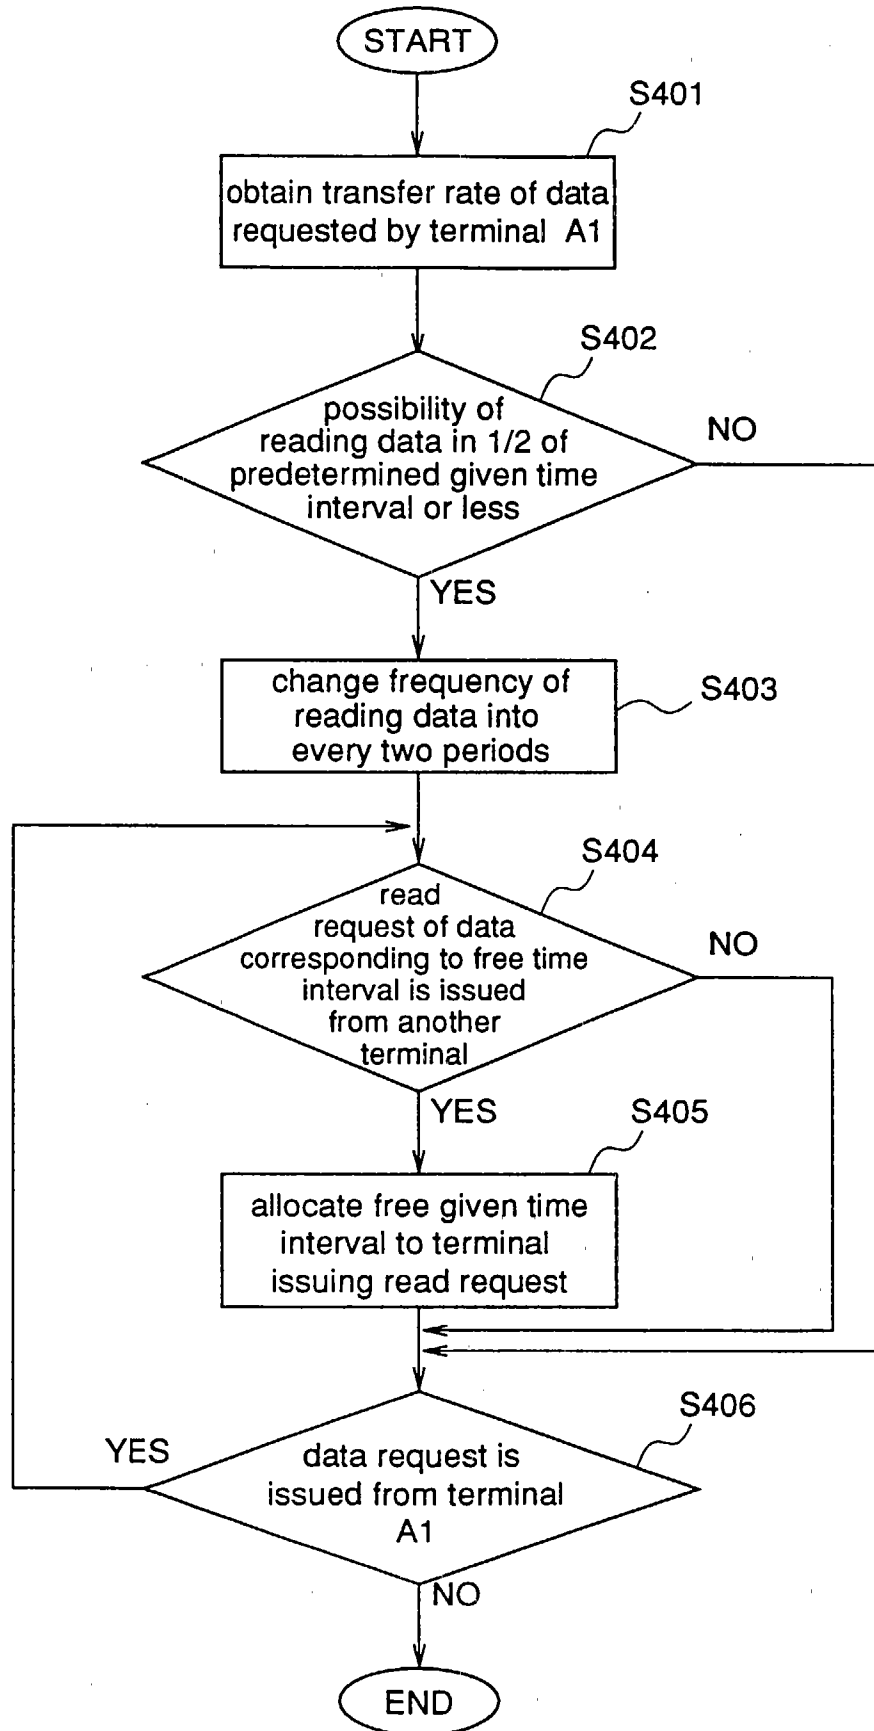 START
S401
obtain transfer rate of data
requested by terminal A1
S402
possibility of
reading data in 1/2 of
predetermined given time
interval or less
NO
YES
change frequency of
reading data into
every two periods
S403
S404
read
request of data
corresponding to free time
interval is issued
from another
terminal
NO
YES
S405
allocate free given time
interval to terminal
issuing read request
S406
YES
data request is
issued from terminal
A1
NO
END